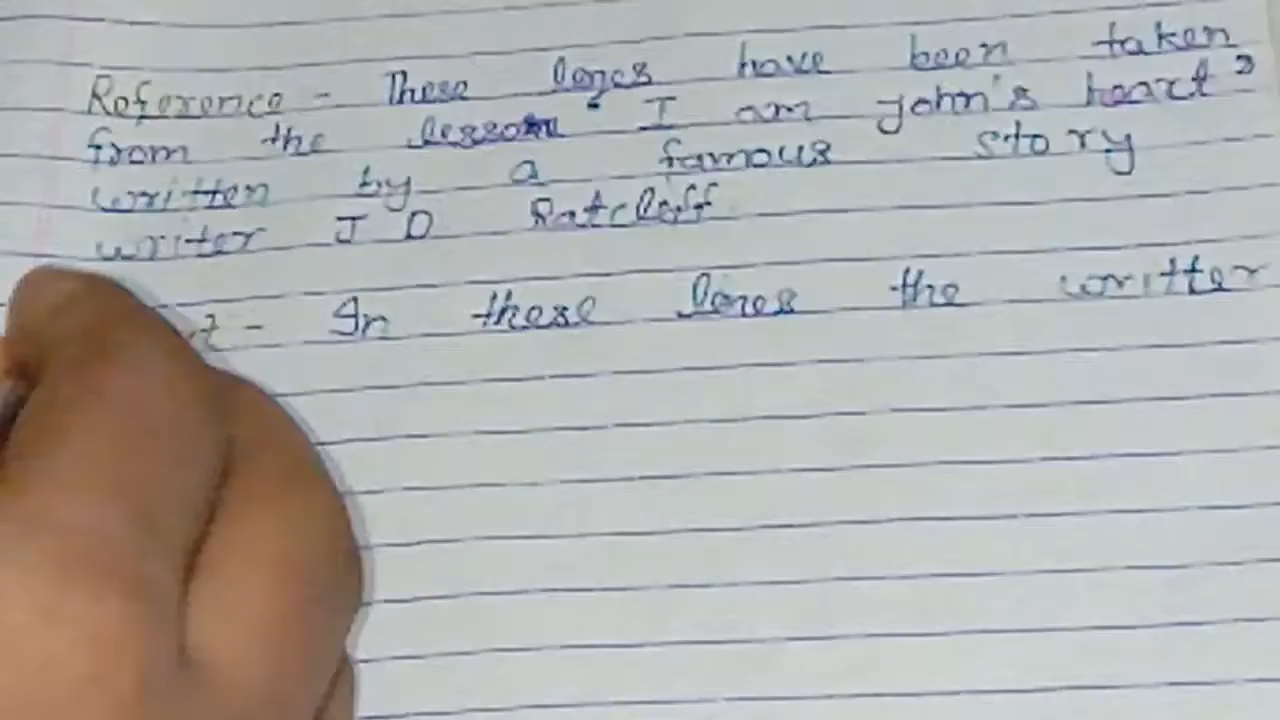 Reference - These lines have been taken
from the lesson "I am john's heart"
written by a famous story
writer J D Ratcliff
- In these lines the writter